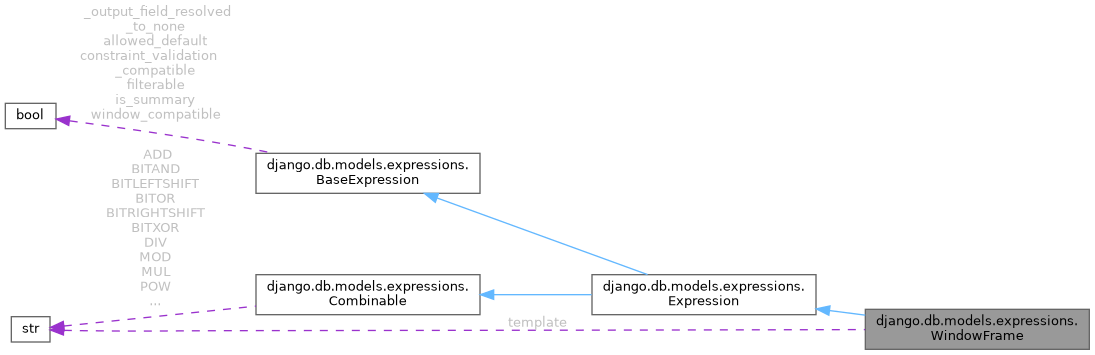 _output_field_resolved
_to_none
allowed_default
constraint_validation
_compatible
filterable
is_summary
window_compatible
bool
ADD
BITAND
BITLEFTSHIFT
BITOR
BITRIGHTSHIFT
BITXOR
DIV
MOD
MUL
POW
...
django.db.models.expressions.
BaseExpression
django.db.models.expressions.
Combinable
django.db.models.expressions.
Expression
str
template
django.db.models.expressions.
WindowFrame